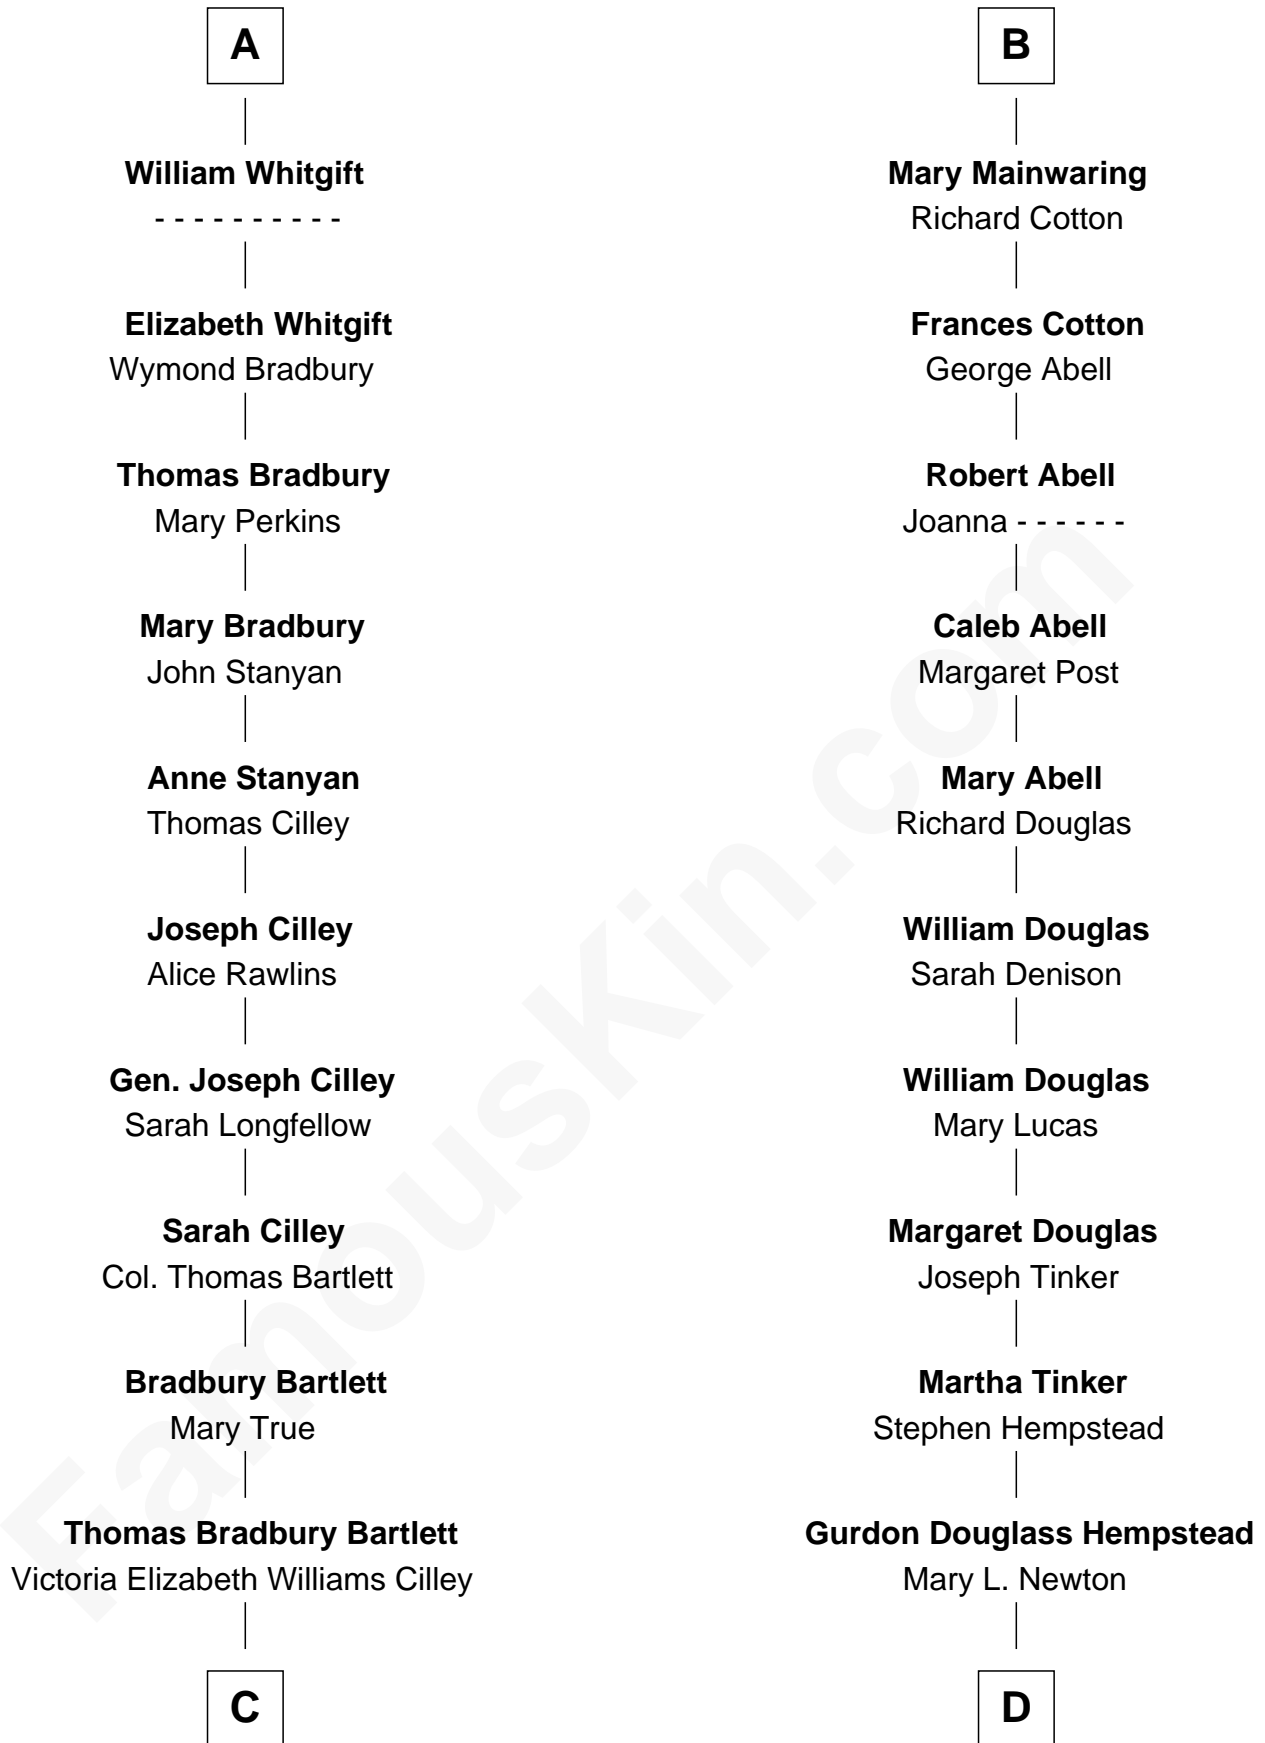 A
William Whitgift
- - - - - - - - - -
Elizabeth Whitgift
Wymond Bradbury
Thomas Bradbury
Mary Perkins
Mary Bradbury
John Stanyan
Anne Stanyan
Thomas Cilley
Joseph Cilley
Alice Rawlins
Gen. Joseph Cilley
Sarah Longfellow
Sarah Cilley
Col. Thomas Bartlett
Bradbury Bartlett
Mary True
Thomas Bradbury Bartlett
Victoria Elizabeth Williams Cilley
C
B
Mary Mainwaring
Richard Cotton
Frances Cotton
George Abell
Robert Abell
Joanna - - - - - -
Caleb Abell
Margaret Post
Mary Abell
Richard Douglas
William Douglas
Sarah Denison
William Douglas
Mary Lucas
Margaret Douglas
Joseph Tinker
Martha Tinker
Stephen Hempstead
Gurdon Douglass Hempstead
Mary L. Newton
D
FamousKin.com